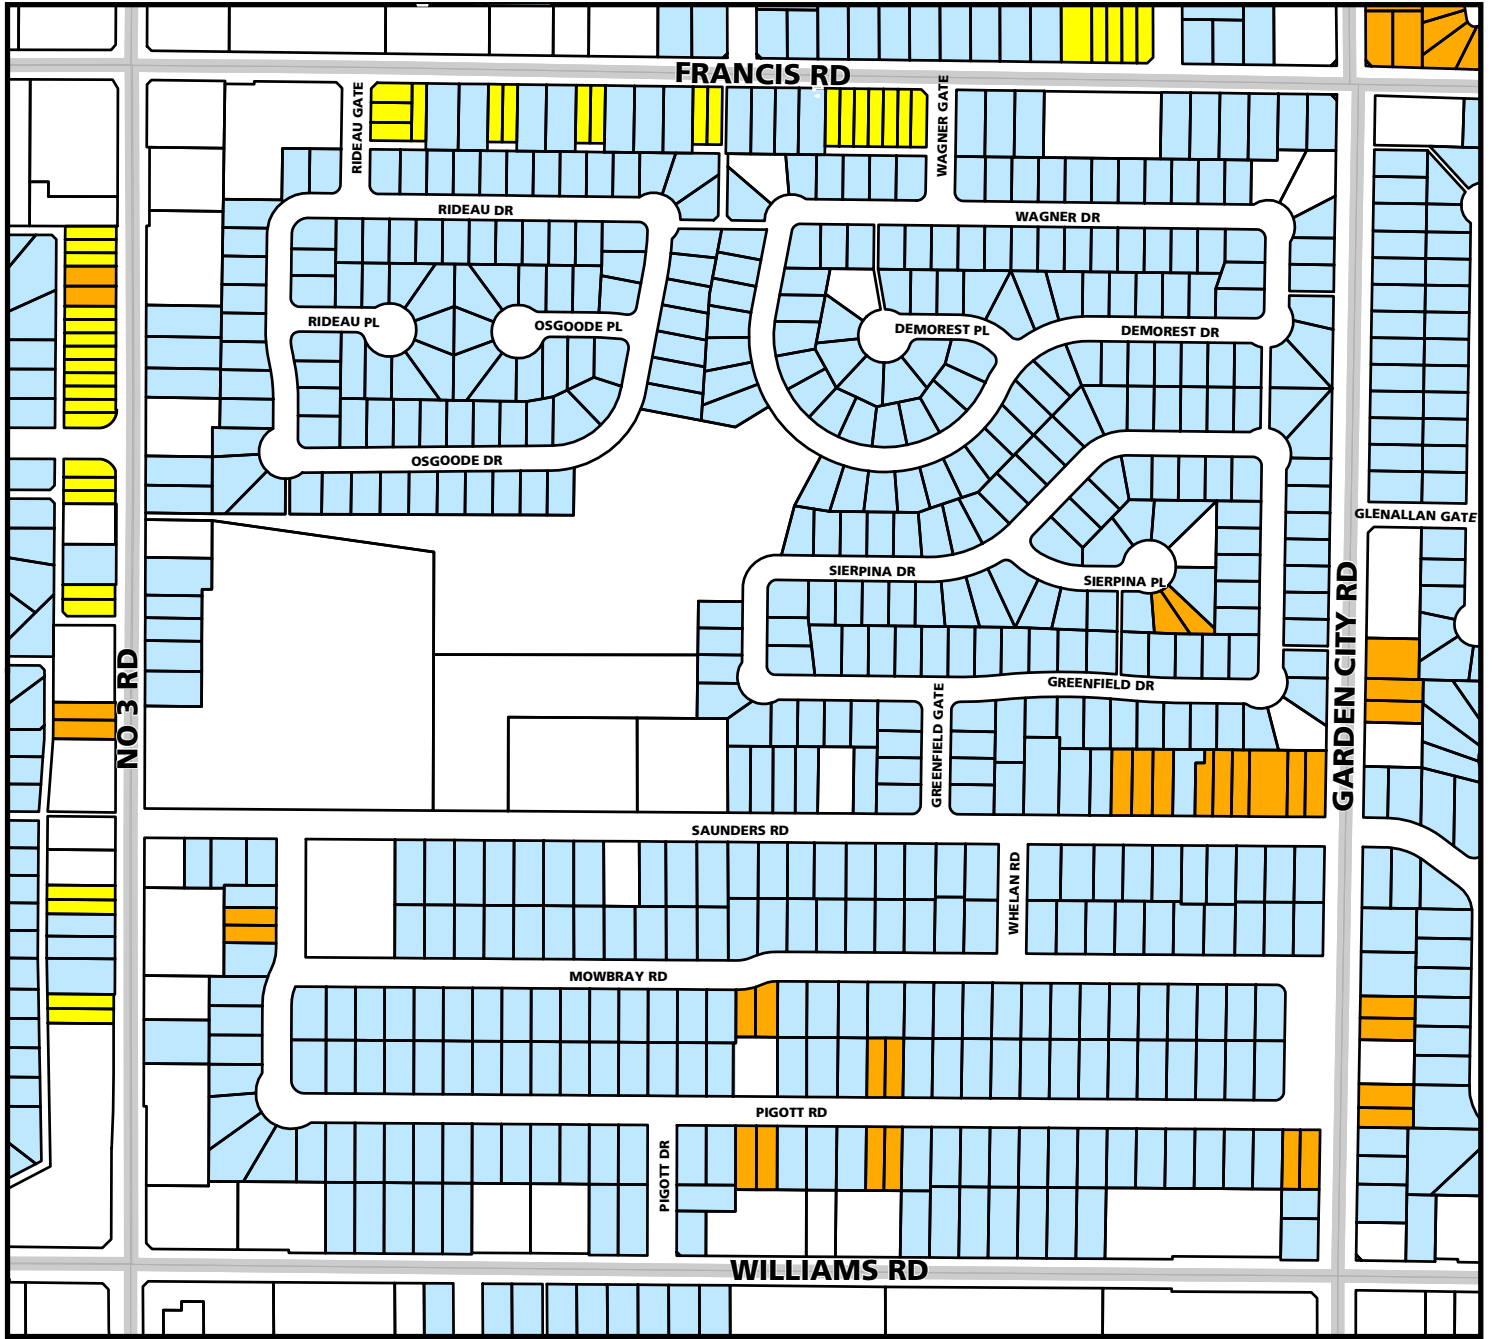 FRANCIS RD
RIDEAU GATE
WAGNER GATE
RIDEAU DR
WAGNER DR
RIDEAU PL
OSGOODE PL
DEMOREST PL
DEMOREST DR
OSGOODE DR
GLENALLAN GATE
SIERPINA DR
SIERPINA PL
GARDEN CITY RD
NO 3 RD
GREENFIELD DR
GREENFIELD GATE
SAUNDERS RD
WHELAN RD
MOWBRAY RD
PIGOTT RD
PIGOTT DR
WILLIAMS RD